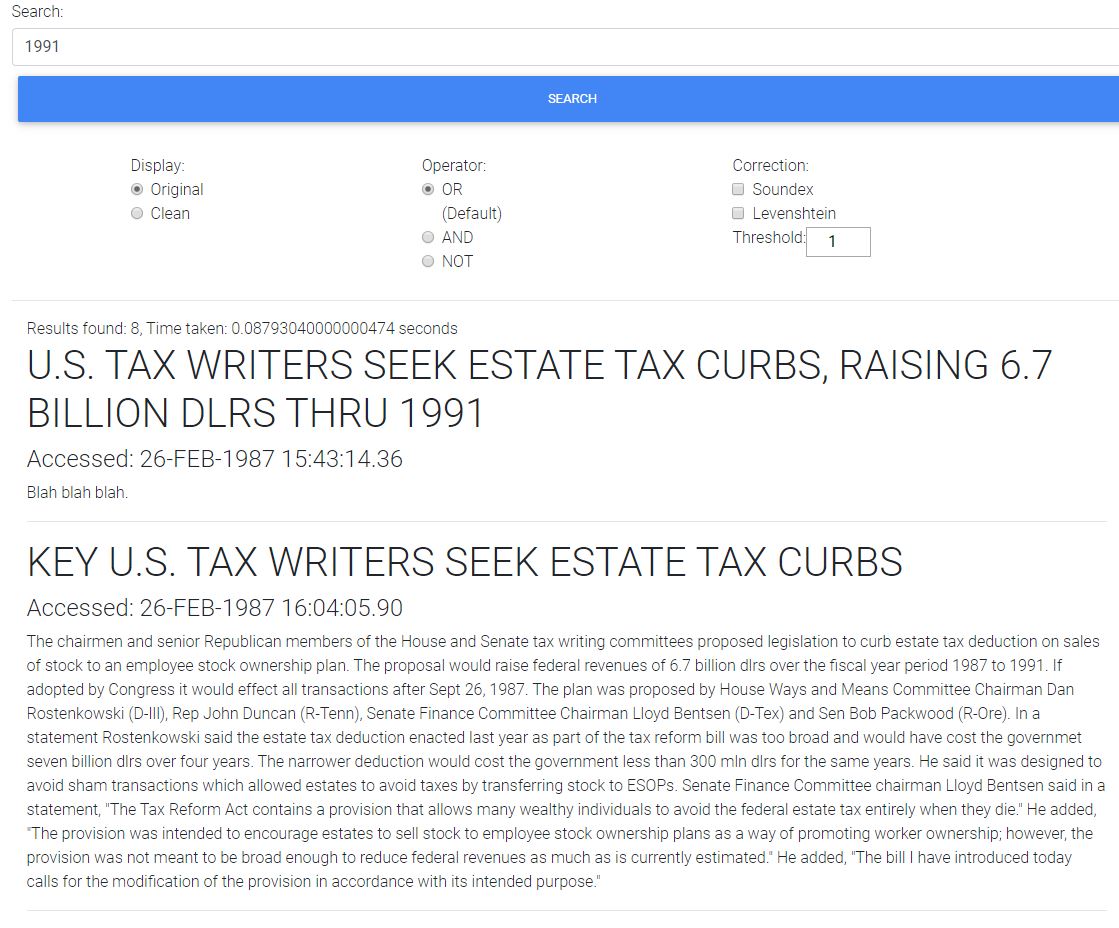 Search:
1991
SEARCH
Display:
Original
Clean
Operator:
OR
(Default)
AND
NOT
Correction:
Soundex
Levenshtein
Threshold: 1
Results found: 8, Time taken: 0.08793040000000474 seconds
U.S. TAX WRITERS SEEK ESTATE TAX CURBS, RAISING 6.7
BILLION DLRS THRU 1991
Accessed: 26-FEB-1987 15:43:14.36
Blah blah blah.
KEY U.S. TAX WRITERS SEEK ESTATE TAX CURBS
Accessed: 26-FEB-1987 16:04:05.90
The chairmen and senior Republican members of the House and Senate tax writing committees proposed legislation to curb estate tax deduction on sales
of stock to an employee stock ownership plan. The proposal would raise federal revenues of 6.7 billion dlrs over the fiscal year period 1987 to 1991. If
adopted by Congress it would effect all transactions after Sept 26, 1987. The plan was proposed by House Ways and Means Committee Chairman Dan
Rostenkowski (D-Ill), Rep John Duncan (R-Tenn), Senate Finance Committee Chairman Lloyd Bentsen (D-Tex) and Sen Bob Packwood (R-Ore). In a
statement Rostenkowski said the estate tax deduction enacted last year as part of the tax reform bill was too broad and would have cost the governmet
seven billion dlrs over four years. The narrower deduction would cost the government less than 300 mln dlrs for the same years. He said it was designed to
avoid sham transactions which allowed estates to avoid taxes by transferring stock to ESOPs. Senate Finance Committee chairman Lloyd Bentsen said in a
statement, "The Tax Reform Act contains a provision that allows many wealthy individuals to avoid the federal estate tax entirely when they die." He added,
"The provision was intended to encourage estates to sell stock to employee stock ownership plans as a way of promoting worker ownership; however, the
provision was not meant to be broad enough to reduce federal revenues as much as is currently estimated." He added, "The bill I have introduced today
calls for the modification of the provision in accordance with its intended purpose."